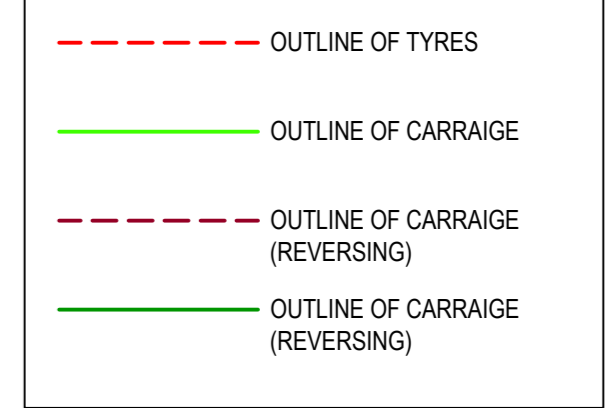 OUTLINE OF TYRES
OUTLINE OF CARRAIGE
OUTLINE OF CARRAIGE
(REVERSING)
OUTLINE OF CARRAIGE
(REVERSING)